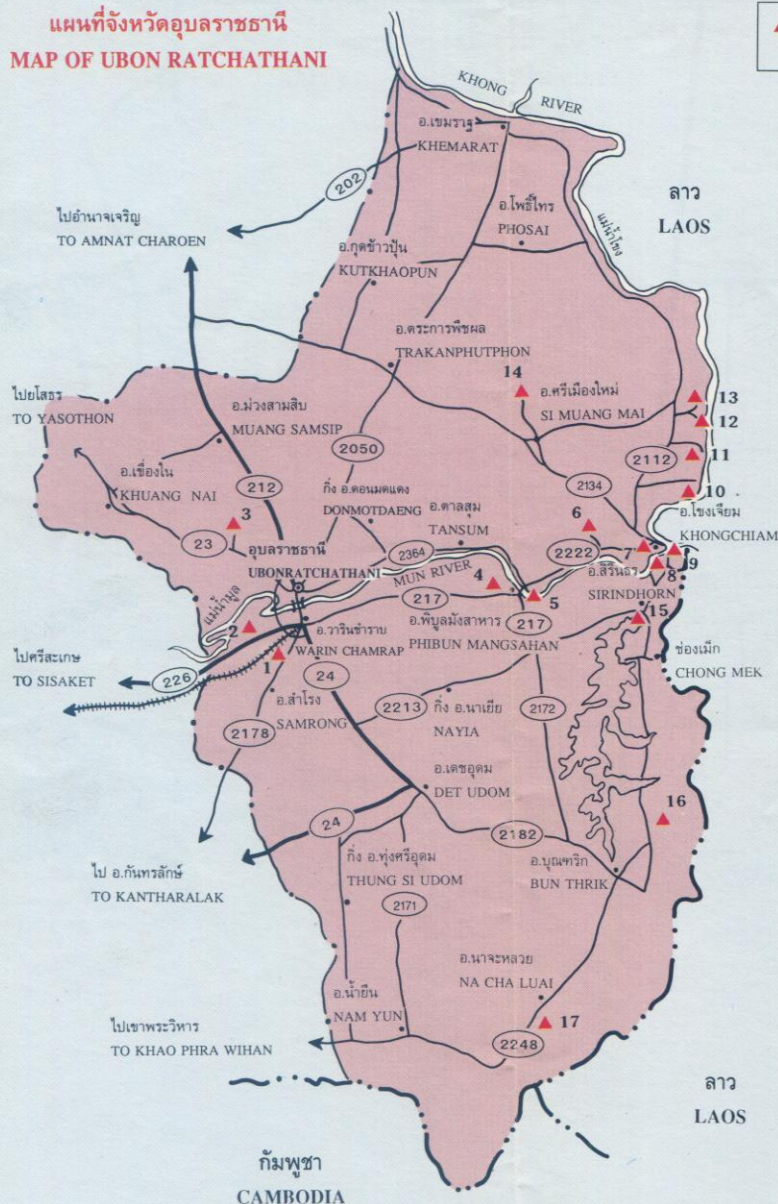 แผนที่จังหวัดอุบลราชธานี
MAP OF UBON RATCHATHANI
KHONG RIVER
อ.เขมราฐ
KHEMARAT
202
ลาว
LAOS
อ.โพธิ์ไทร
PHOSAI
แม่น้ำโขง
ไปอำนาจเจริญ
TO AMNAT CHAROEN
อ.กุดข้าวปุ้น
KUTKHAOPUN
อ.ตระการพืชผล
TRAKANPHUTPHON
14
อ.ศรีเมืองใหม่
SI MUANG MAI
13
12
ไปยโสธร
TO YASOTHON
อ.ม่วงสามสิบ
MUANG SAMSIP
2050
2112
11
อ.เขื่องใน
KHUANG NAI
212
กิ่ง อ.ดอนมดแดง
DONMOTDAENG
2134
10
3
อ.ตาลสุม
TANSUM
6
อ.โขงเจียม
KHONGCHIAM
23
อุบลราชธานี
UBONRATCHATHANI
2364
MUN RIVER
2222
7
9
8
อ.สิรินธร
SIRINDHORN
แม่น้ำมูล
4
5
217
2
อ.วารินชำราบ
WARIN CHAMRAP
อ.พิบูลมังสาหาร
PHIBUN MANGSAHAN
217
15
ช่องเม็ก
CHONG MEK
ไปศรีสะเกษ
TO SISAKET
226
1
24
อ.สำโรง
SAMRONG
2213
กิ่ง อ.นาเยีย
NAYIA
2172
2178
อ.เดชอุดม
DET UDOM
16
24
2182
ไป อ.กันทรลักษ์
TO KANTHARALAK
กิ่ง อ.ทุ่งศรีอุดม
THUNG SI UDOM
อ.บุณฑริก
BUN THRIK
2171
อ.นาจะหลวย
NA CHA LUAI
อ.น้ำยืน
NAM YUN
17
ไปเขาพระวิหาร
TO KHAO PHRA WIHAN
2248
ลาว
LAOS
กัมพูชา
CAMBODIA